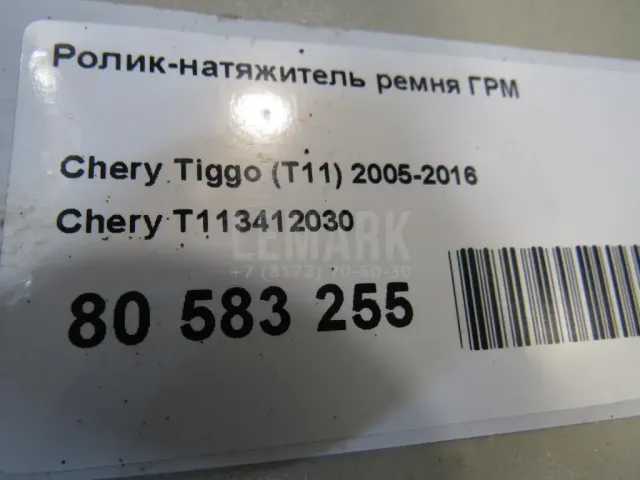 Ролик-натяжитель ремня ГРМ
Chery Tiggo (T11) 2005-2016
Chery T113412030
LEMARK
+7 (8172) 70-60-30
80 583 255